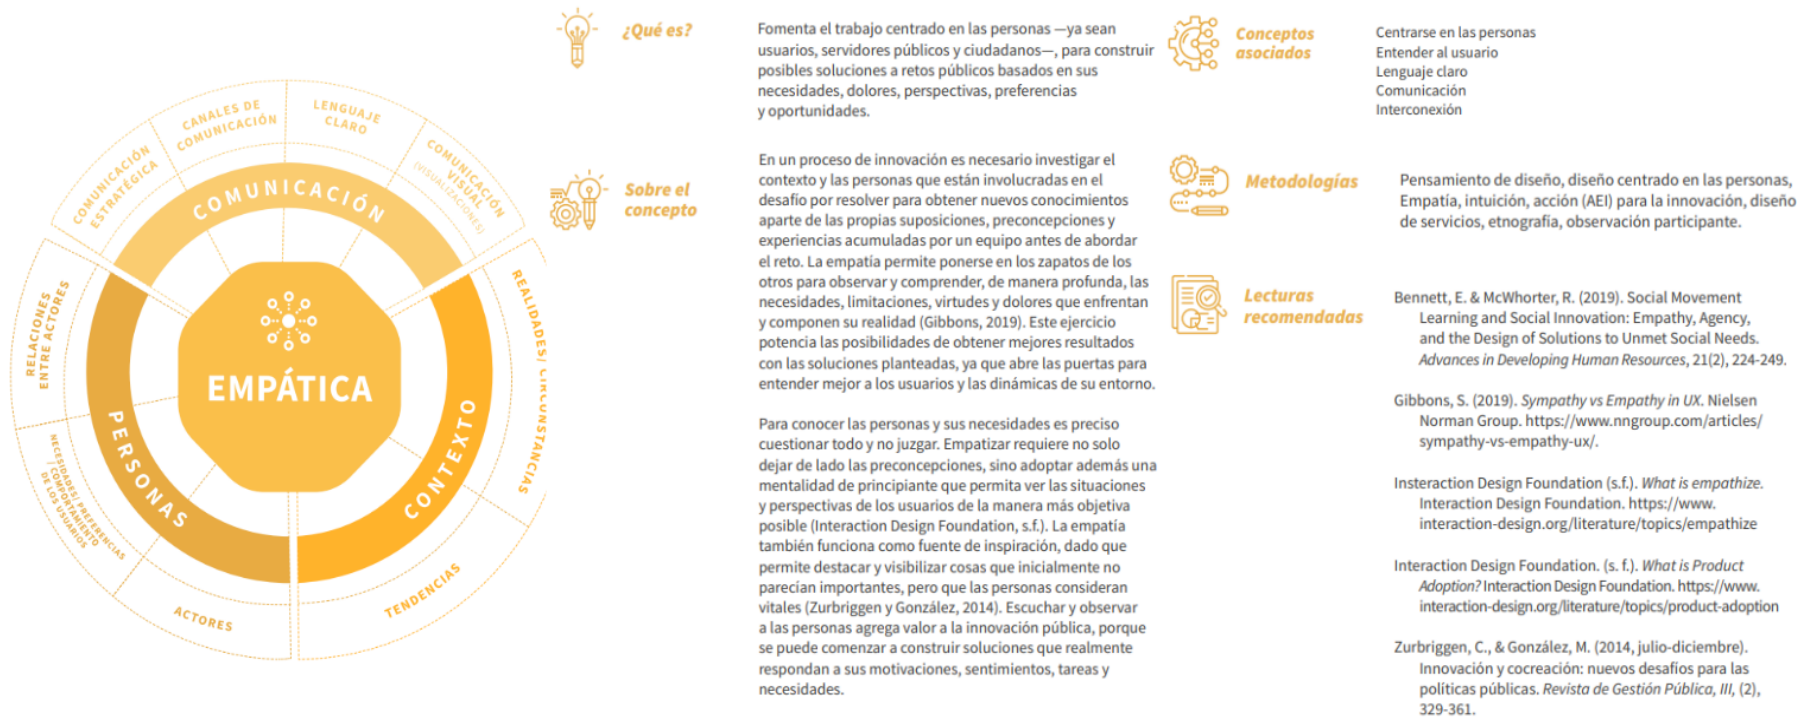 CANALES DE
COMUNICACIÓN
LENGUAJE
CLARO
COMUNICACIÓN
ESTRATÉGICA
COMUNICACIÓN
VISUAL
(VISUALIZACIONES)
COMUNICACIÓN
RELACIONES
ENTRE ACTORES
REALIDADES/ CIRCUNSTANCIAS
EMPÁTICA
PERSONAS
CONTEXTO
NECESIDADES/ PREFERENCIAS
/ COMPORTAMIENTO
DE LOS USUARIOS
ACTORES
TENDENCIAS
¿Qué es?
Fomenta el trabajo centrado en las personas —ya sean
usuarios, servidores públicos y ciudadanos—, para construir
posibles soluciones a retos públicos basados en sus
necesidades, dolores, perspectivas, preferencias
y oportunidades.
Sobre el
concepto
En un proceso de innovación es necesario investigar el
contexto y las personas que están involucradas en el
desafío por resolver para obtener nuevos conocimientos
aparte de las propias suposiciones, preconcepciones y
experiencias acumuladas por un equipo antes de abordar
el reto. La empatía permite ponerse en los zapatos de los
otros para observar y comprender, de manera profunda, las
necesidades, limitaciones, virtudes y dolores que enfrentan
y componen su realidad (Gibbons, 2019). Este ejercicio
potencia las posibilidades de obtener mejores resultados
con las soluciones planteadas, ya que abre las puertas para
entender mejor a los usuarios y las dinámicas de su entorno.
Para conocer las personas y sus necesidades es preciso
cuestionar todo y no juzgar. Empatizar requiere no solo
dejar de lado las preconcepciones, sino adoptar además una
mentalidad de principiante que permita ver las situaciones
y perspectivas de los usuarios de la manera más objetiva
posible (Interaction Design Foundation, s.f.). La empatía
también funciona como fuente de inspiración, dado que
permite destacar y visibilizar cosas que inicialmente no
parecían importantes, pero que las personas consideran
vitales (Zurbriggen y González, 2014). Escuchar y observar
a las personas agrega valor a la innovación pública, porque
se puede comenzar a construir soluciones que realmente
respondan a sus motivaciones, sentimientos, tareas y
necesidades.
Conceptos
asociados
Centrarse en las personas
Entender al usuario
Lenguaje claro
Comunicación
Interconexión
Metodologías
Pensamiento de diseño, diseño centrado en las personas,
Empatía, intuición, acción (AEI) para la innovación, diseño
de servicios, etnografía, observación participante.
Lecturas
recomendadas
Bennett, E. & McWhorter, R. (2019). Social Movement
Learning and Social Innovation: Empathy, Agency,
and the Design of Solutions to Unmet Social Needs.
Advances in Developing Human Resources, 21(2), 224-249.
Gibbons, S. (2019). Sympathy vs Empathy in UX. Nielsen
Norman Group. https://www.nngroup.com/articles/
sympathy-vs-empathy-ux/.
Insteraction Design Foundation (s.f.). What is empathize.
Interaction Design Foundation. https://www.
interaction-design.org/literature/topics/empathize
Interaction Design Foundation. (s. f.). What is Product
Adoption? Interaction Design Foundation. https://www.
interaction-design.org/literature/topics/product-adoption
Zurbriggen, C., & González, M. (2014, julio-diciembre).
Innovación y cocreación: nuevos desafíos para las
políticas públicas. Revista de Gestión Pública, III, (2),
329-361.